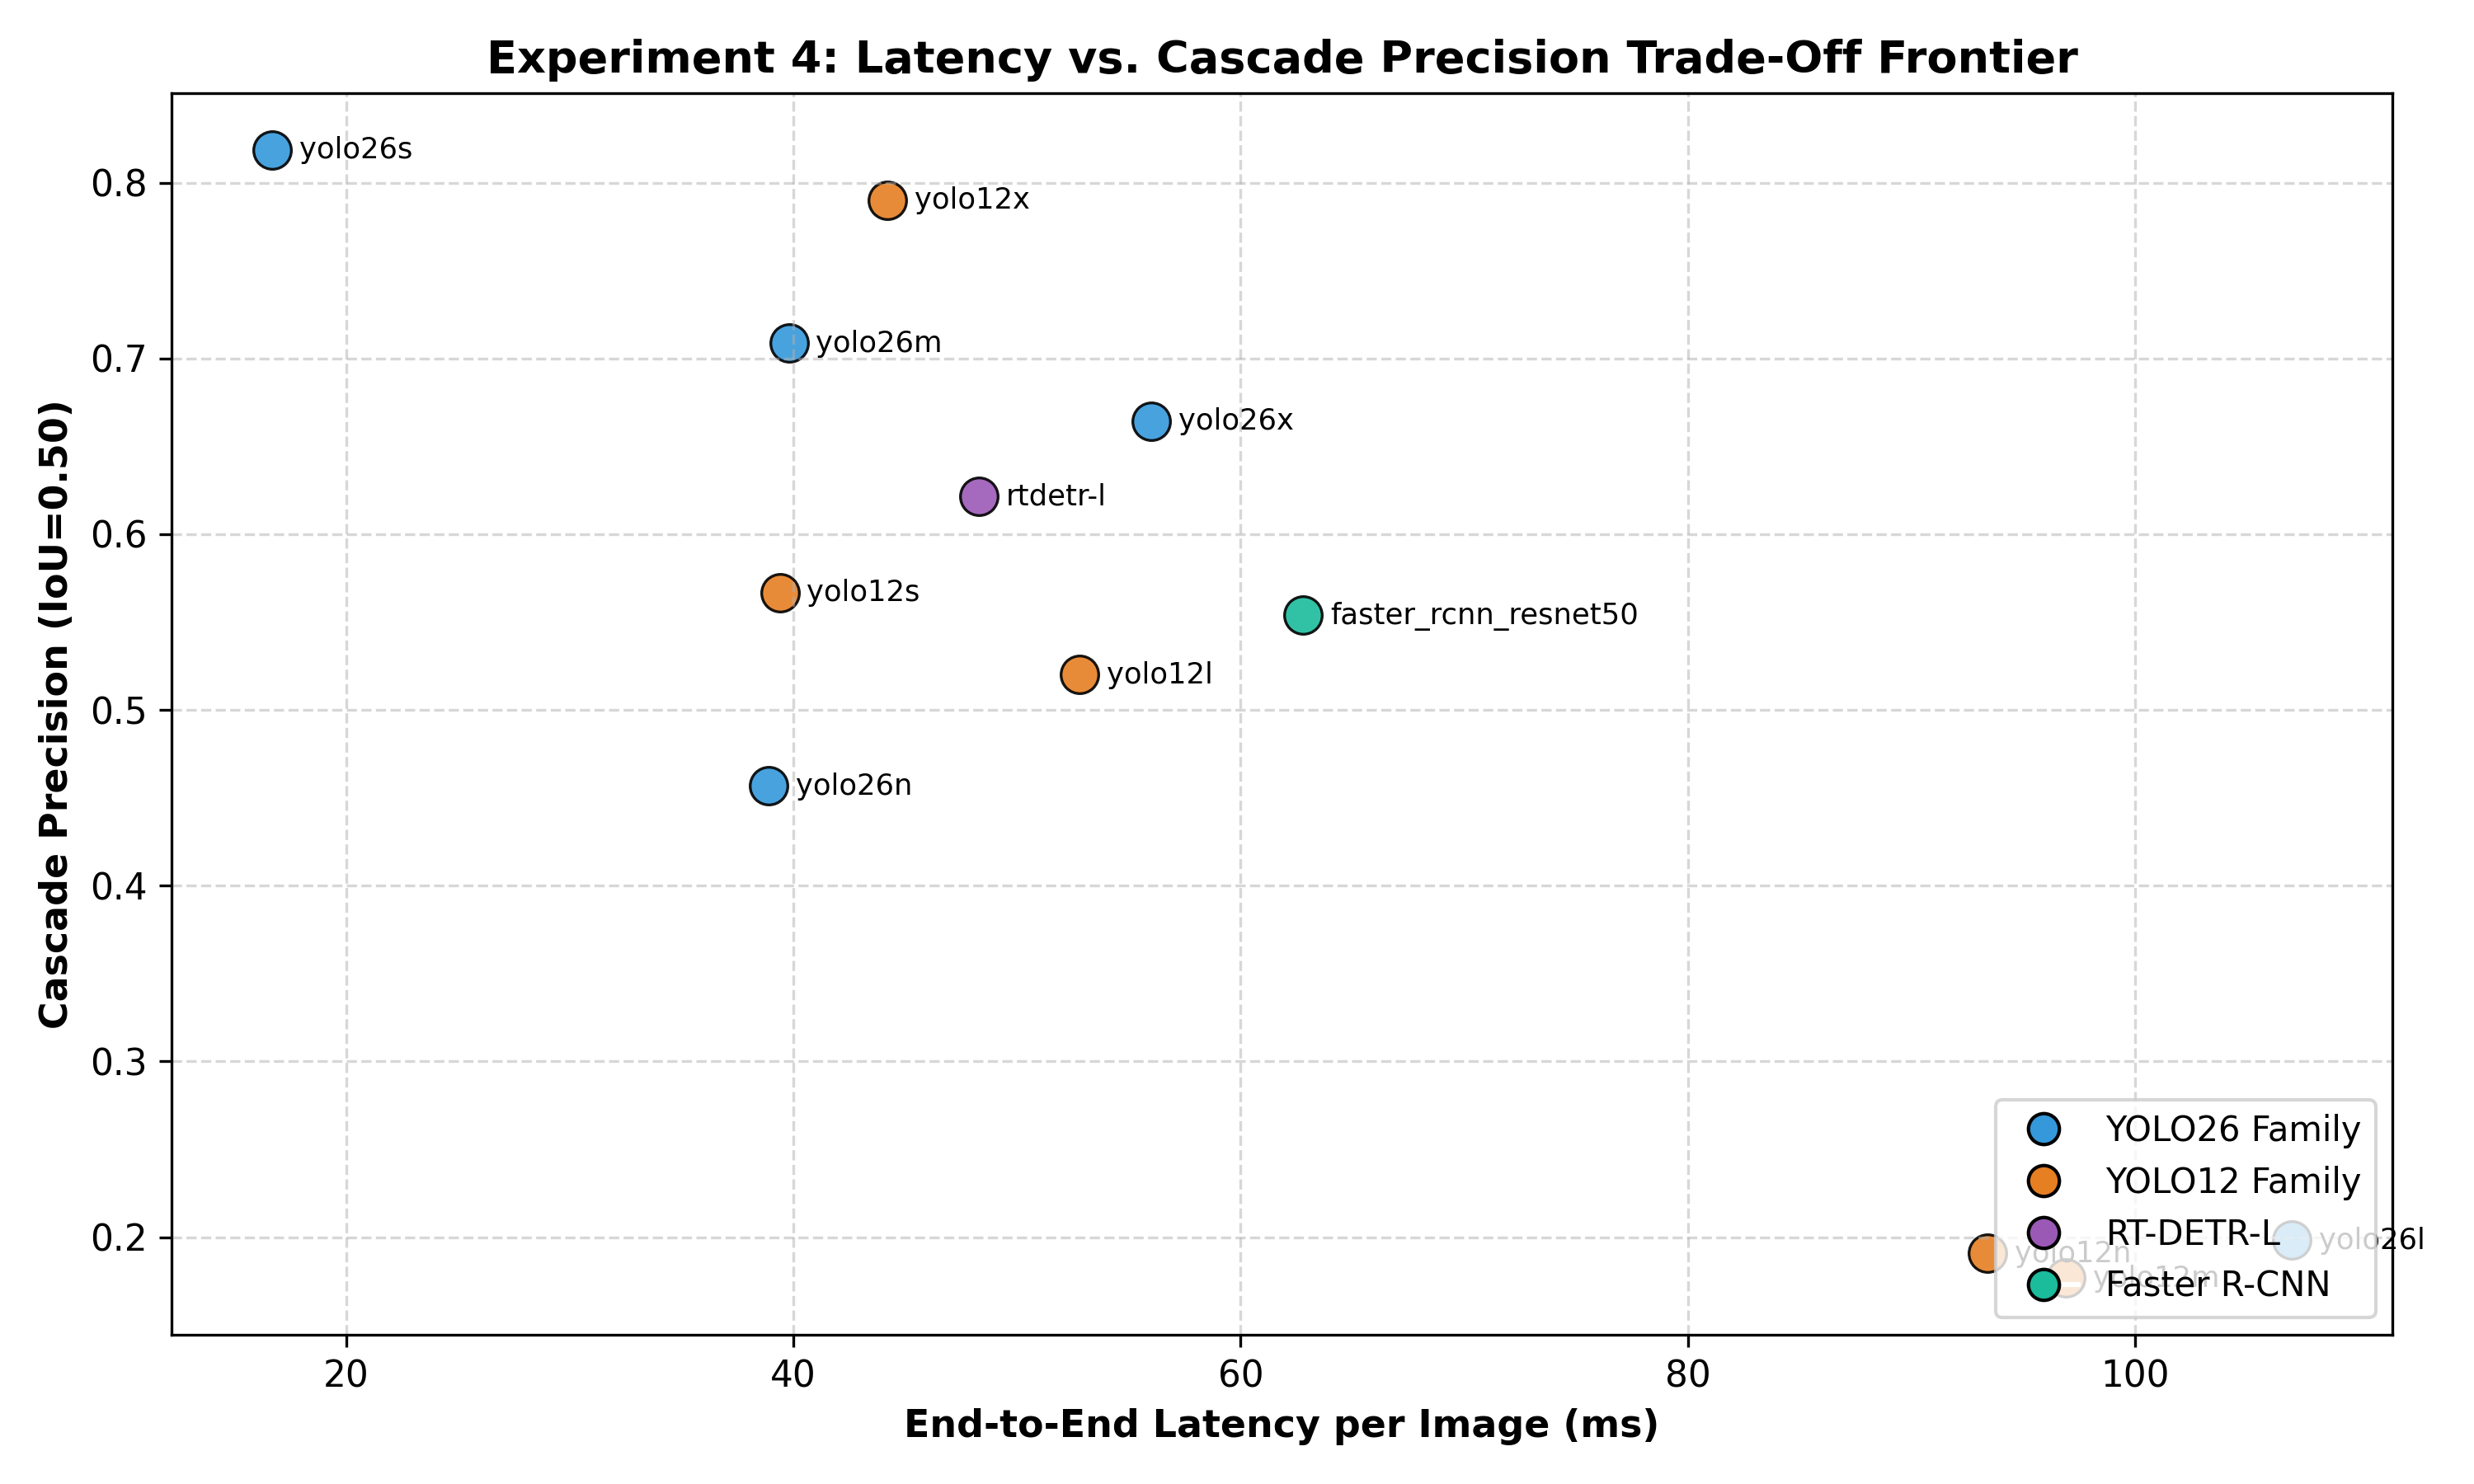 Experiment 4: Latency vs. Cascade Precision Trade-Off Frontier
Cascade Precision (IoU=0.50)
0.8
0.7
0.6
0.5
0.4
0.3
0.2
yolo26s
yolo12x
yolo26m
yolo26x
rtdetr-l
yolo12s
faster_rcnn_resnet50
yolo12l
yolo26n
yolo12n
yolo12m
yolo26l
YOLO26 Family
YOLO12 Family
RT-DETR-L
Faster R-CNN
20
40
60
80
100
End-to-End Latency per Image (ms)